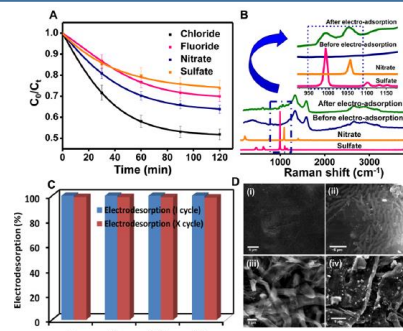 A
Chloride
Fluoride
Nitrate
Sulfate
1.0
0.9
0.8
0.7
0.6
0.5
0 20 40 60 80 100 120
Time (min)
B
After electro-adsorption
Before electro-adsorption
Nitrate
Sulfate
950 1000 1050 1100 1150
After electro-adsorption
Before electro-adsorption
Nitrate
Sulfate
1000 2000 3000
Raman shift (cm-1)
C
Electrodesorption (I cycle)
Electrodesorption (X cycle)
Electrodesorption (%)
100
80
60
40
20
0
D
(i)
(ii)
(iii)
(iv)